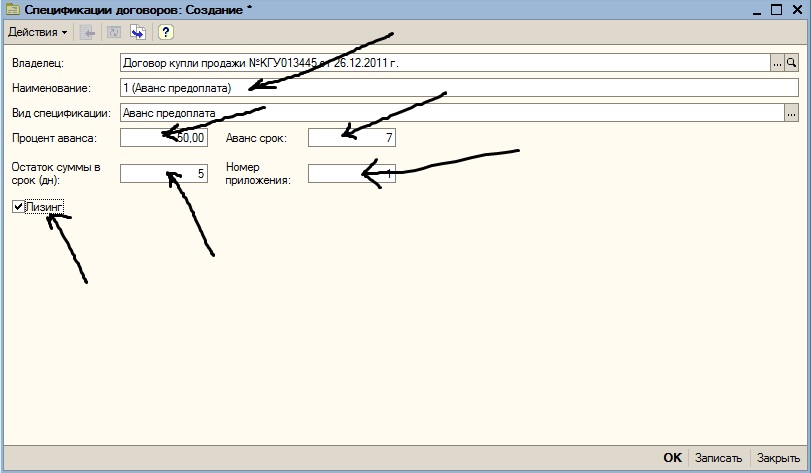 Спецификации договоров: Создание *
Действия
Владелец: Договор купли продажи №КГУ013445 от 26.12.2011 г.
Наименование: 1 (Аванс предоплата)
Вид спецификации: Аванс предоплата
Процент аванса: 50,00 Аванс срок: 7
Остаток суммы в срок (дн): 5 Номер приложения: 1
Лизинг
OK Записать Закрыть